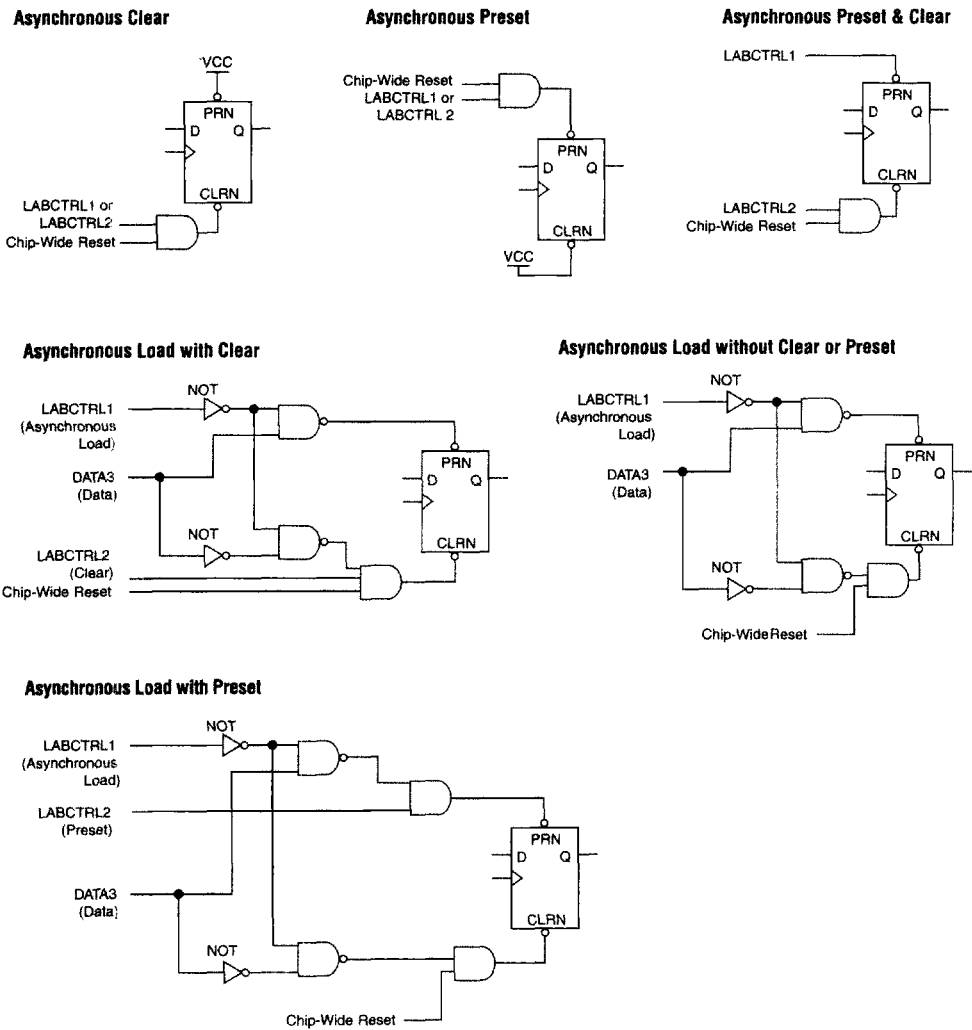 Asynchronous Clear
VCC
PRN
D Q
CLRN
LABCTRL1 or
LABCTRL2
Chip-Wide Reset
Asynchronous Preset
Chip-Wide Reset
LABCTRL1 or
LABCTRL 2
PRN
D Q
CLRN
VCC
Asynchronous Preset & Clear
LABCTRL1
PRN
D Q
CLRN
LABCTRL2
Chip-Wide Reset
Asynchronous Load with Clear
NOT
LABCTRL1
(Asynchronous
Load)
DATA3
(Data)
PRN
D Q
CLRN
NOT
LABCTRL2
(Clear)
Chip-Wide Reset
Asynchronous Load without Clear or Preset
NOT
LABCTRL1
(Asynchronous
Load)
DATA3
(Data)
PRN
D Q
CLRN
NOT
Chip-Wide Reset
Asynchronous Load with Preset
NOT
LABCTRL1
(Asynchronous
Load)
LABCTRL2
(Preset)
PRN
D Q
CLRN
DATA3
(Data)
NOT
Chip-Wide Reset